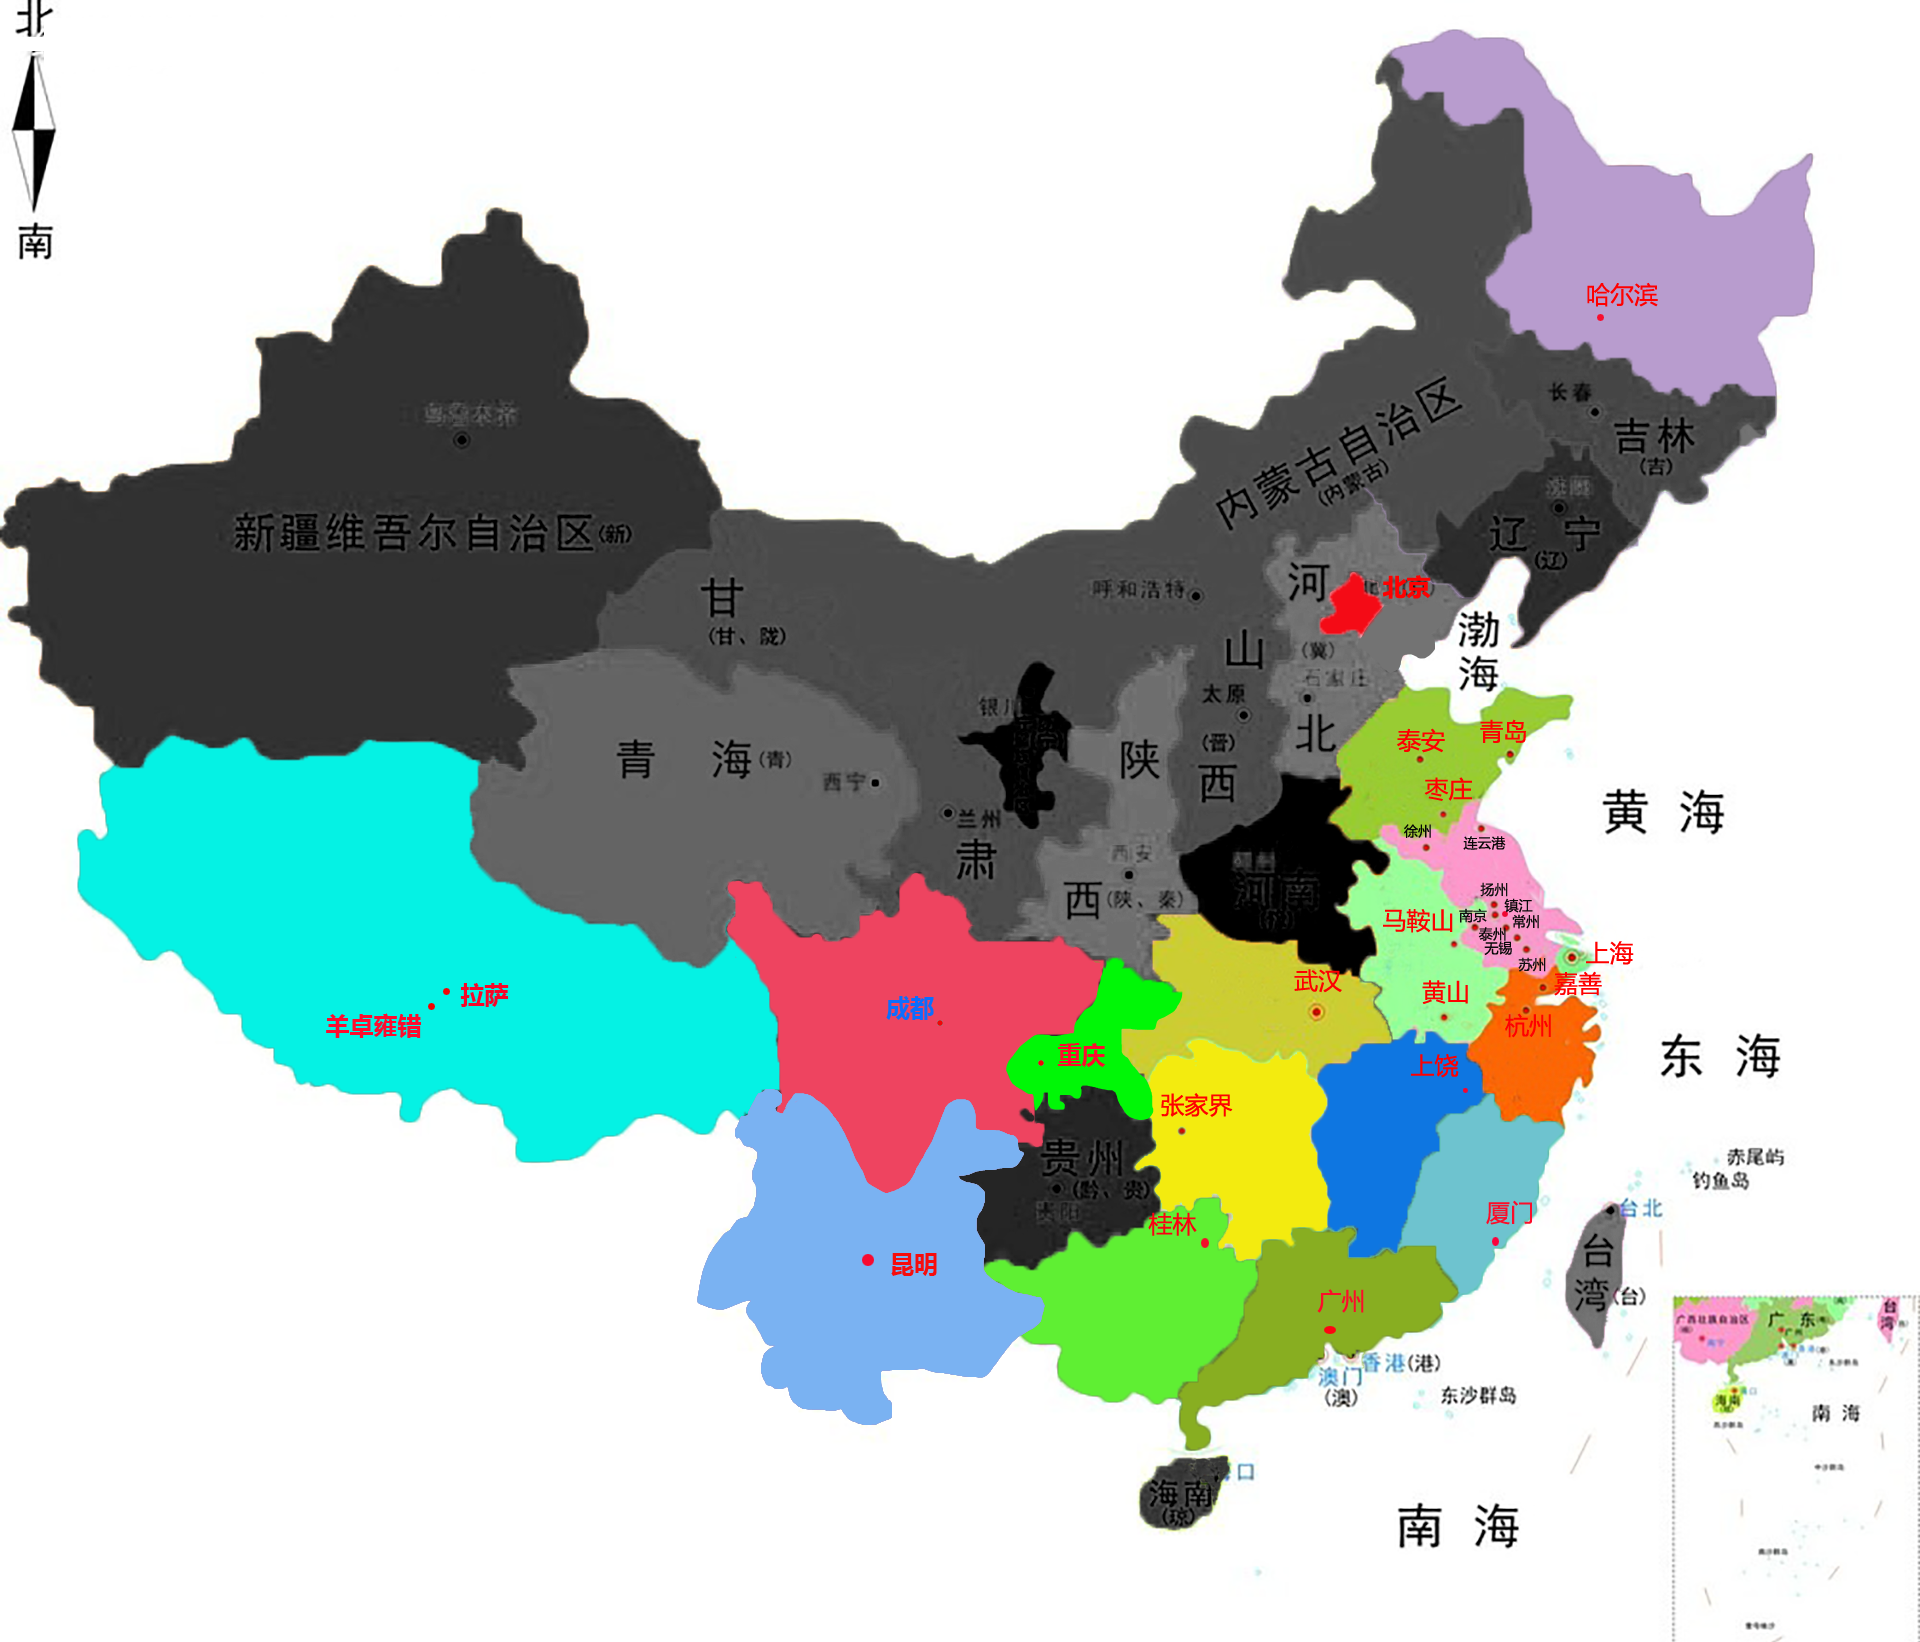 北
南
哈尔滨
长春
吉林
(吉)
内蒙古自治区
(内蒙古)
新疆维吾尔自治区(新)
辽宁
(辽)
甘
(甘、陇)
呼和浩特
河
北京
渤
海
山
(冀)
石家庄
太原
银川
北
(晋)
西
陕
青海(青)
西宁
兰州
肃
泰安
青岛
枣庄
黄海
徐州
连云港
西安
西(陕、秦)
河南
扬州
镇江
南京
常州
泰州
无锡
苏州
马鞍山
上海
嘉善
黄山
杭州
武汉
拉萨
羊卓雍错
成都
重庆
上饶
东海
张家界
贵州
(黔、贵)
贵阳
赤尾屿
钓鱼岛
桂林
厦门
台北
台
湾(台)
昆明
广州
香港(港)
澳门
(澳)
东沙群岛
口
海南
(琼)
南海
广西壮族自治区
广东
台
湾
海南
南海